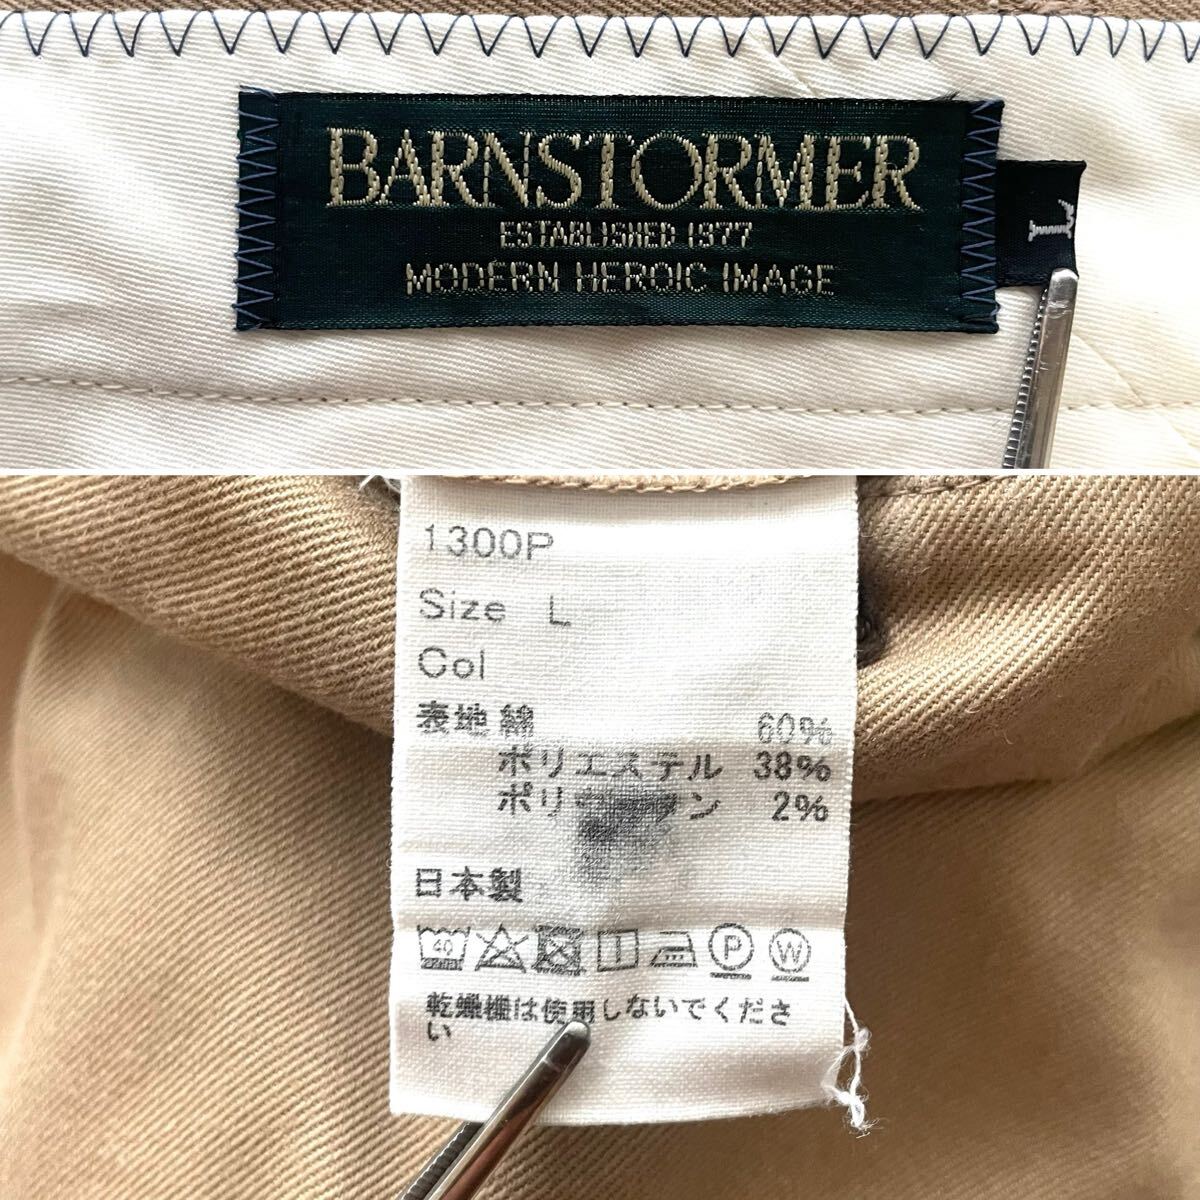 BARNSTORMER
ESTABLISHED 1977
MODERN HEROIC IMAGE
L
1300P
Size L
Col
表地 綿 60%
ポリエステル 38%
2%
日本製
40
P
W
乾燥機は使用しないでくださ
い